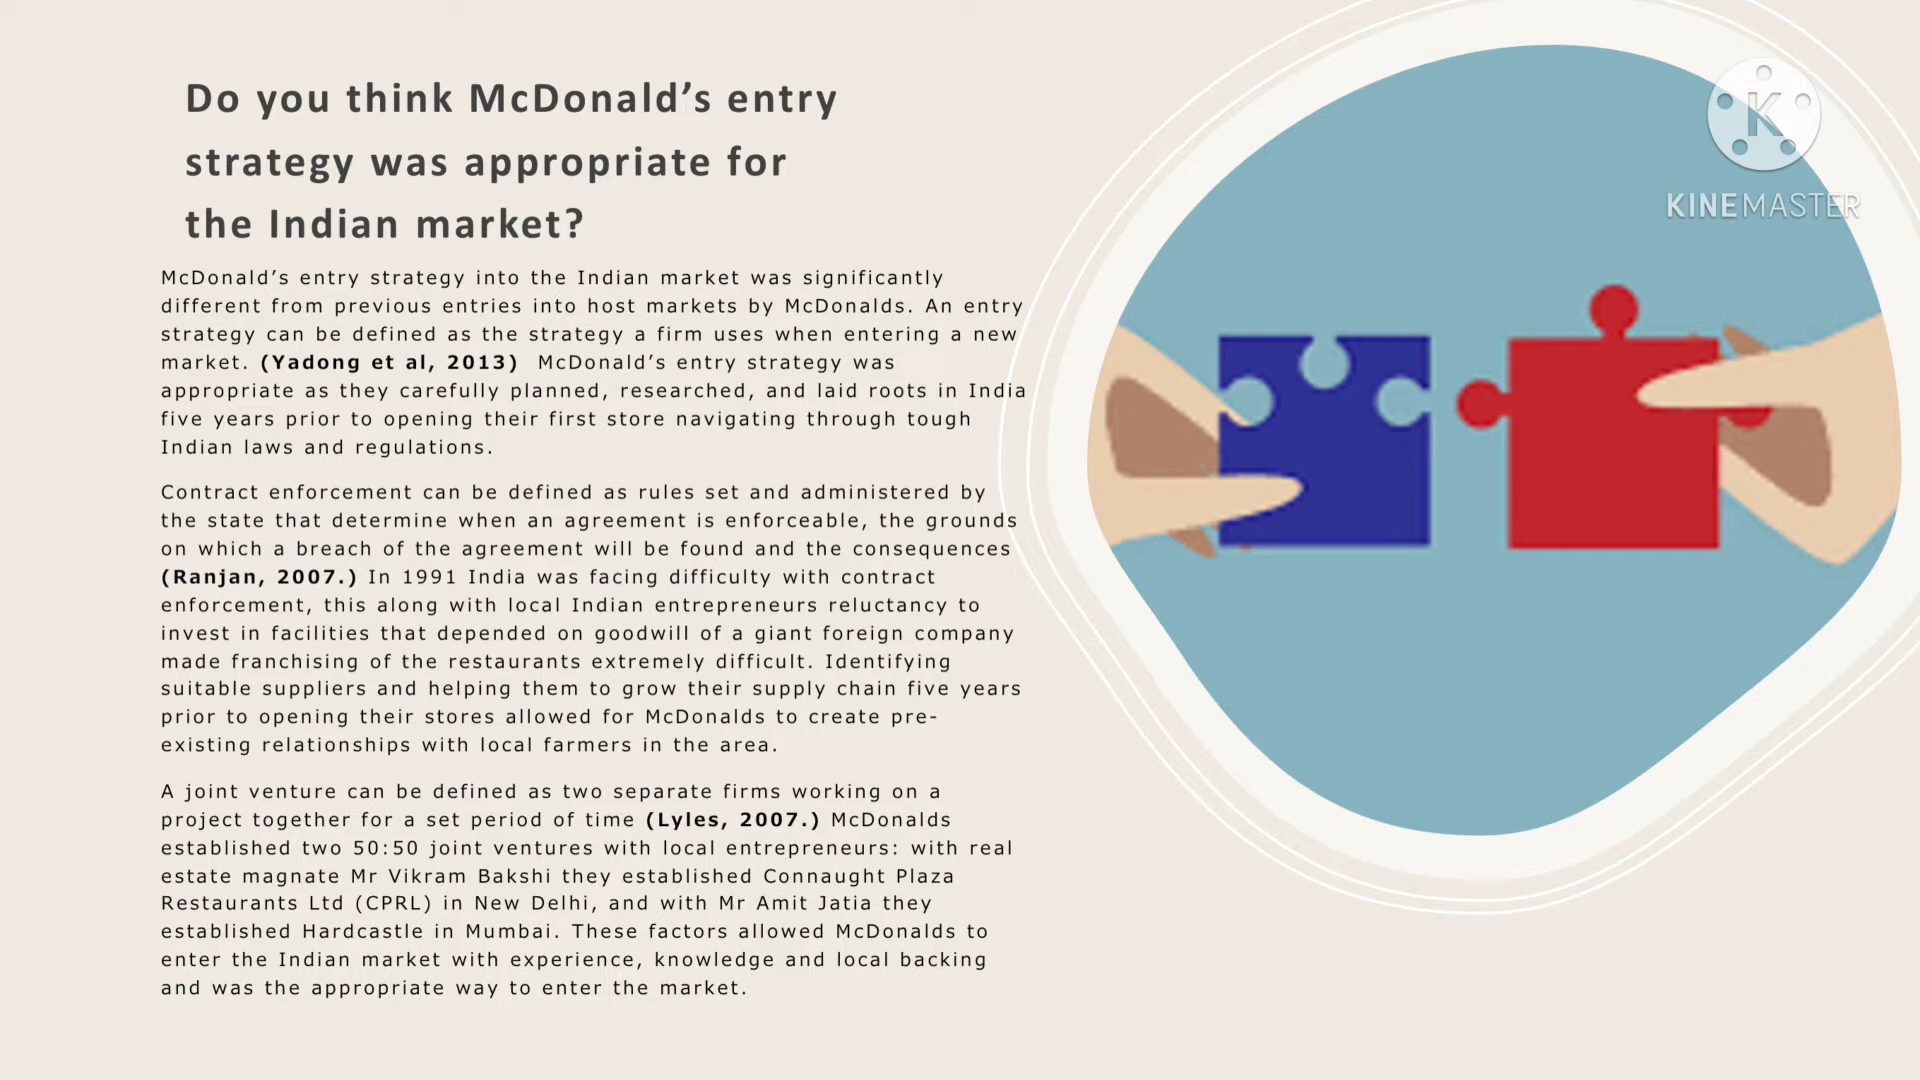 Do you think McDonald’s entry
strategy was appropriate for
the Indian market?
McDonald’s entry strategy into the Indian market was significantly
different from previous entries into host markets by McDonalds. An entry
strategy can be defined as the strategy a firm uses when entering a new
market. (Yadong et al, 2013)  McDonald’s entry strategy was
appropriate as they carefully planned, researched, and laid roots in India
five years prior to opening their first store navigating through tough
Indian laws and regulations.
Contract enforcement can be defined as rules set and administered by
the state that determine when an agreement is enforceable, the grounds
on which a breach of the agreement will be found and the consequences
(Ranjan, 2007.) In 1991 India was facing difficulty with contract
enforcement, this along with local Indian entrepreneurs reluctancy to
invest in facilities that depended on goodwill of a giant foreign company
made franchising of the restaurants extremely difficult. Identifying
suitable suppliers and helping them to grow their supply chain five years
prior to opening their stores allowed for McDonalds to create pre-
existing relationships with local farmers in the area.
A joint venture can be defined as two separate firms working on a
project together for a set period of time (Lyles, 2007.) McDonalds
established two 50:50 joint ventures with local entrepreneurs: with real
estate magnate Mr Vikram Bakshi they established Connaught Plaza
Restaurants Ltd (CPRL) in New Delhi, and with Mr Amit Jatia they
established Hardcastle in Mumbai. These factors allowed McDonalds to
enter the Indian market with experience, knowledge and local backing
and was the appropriate way to enter the market.
K
KINEMASTER